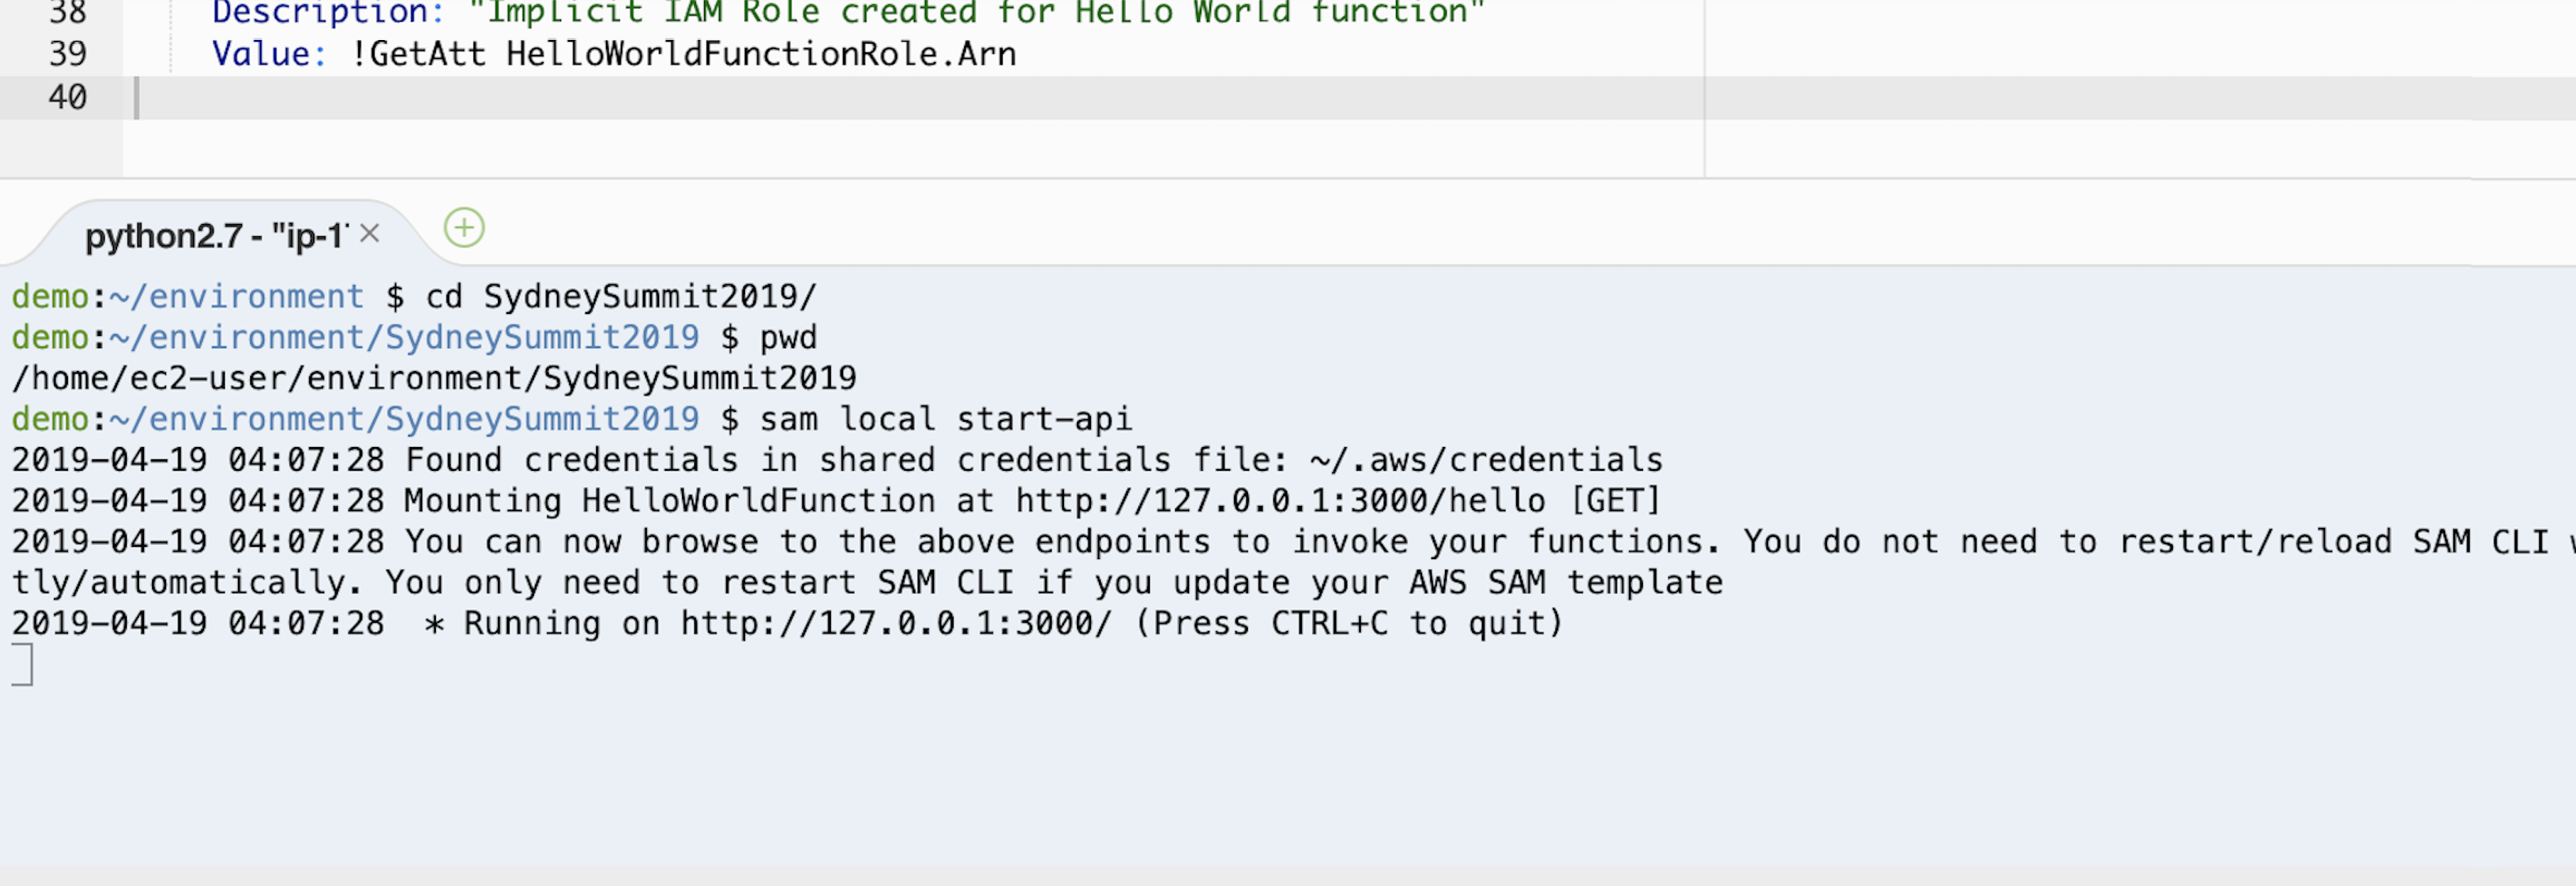 38 Description: "Implicit IAM Role created for Hello World function"
39 Value: !GetAtt HelloWorldFunctionRole.Arn
40
python2.7 - "ip-1
demo:~/environment $ cd SydneySummit2019/
demo:~/environment/SydneySummit2019 $ pwd
/home/ec2-user/environment/SydneySummit2019
demo:~/environment/SydneySummit2019 $ sam local start-api
2019-04-19 04:07:28 Found credentials in shared credentials file: ~/.aws/credentials
2019-04-19 04:07:28 Mounting HelloWorldFunction at http://127.0.0.1:3000/hello [GET]
2019-04-19 04:07:28 You can now browse to the above endpoints to invoke your functions. You do not need to restart/reload SAM CLI
tly/automatically. You only need to restart SAM CLI if you update your AWS SAM template
2019-04-19 04:07:28  * Running on http://127.0.0.1:3000/ (Press CTRL+C to quit)